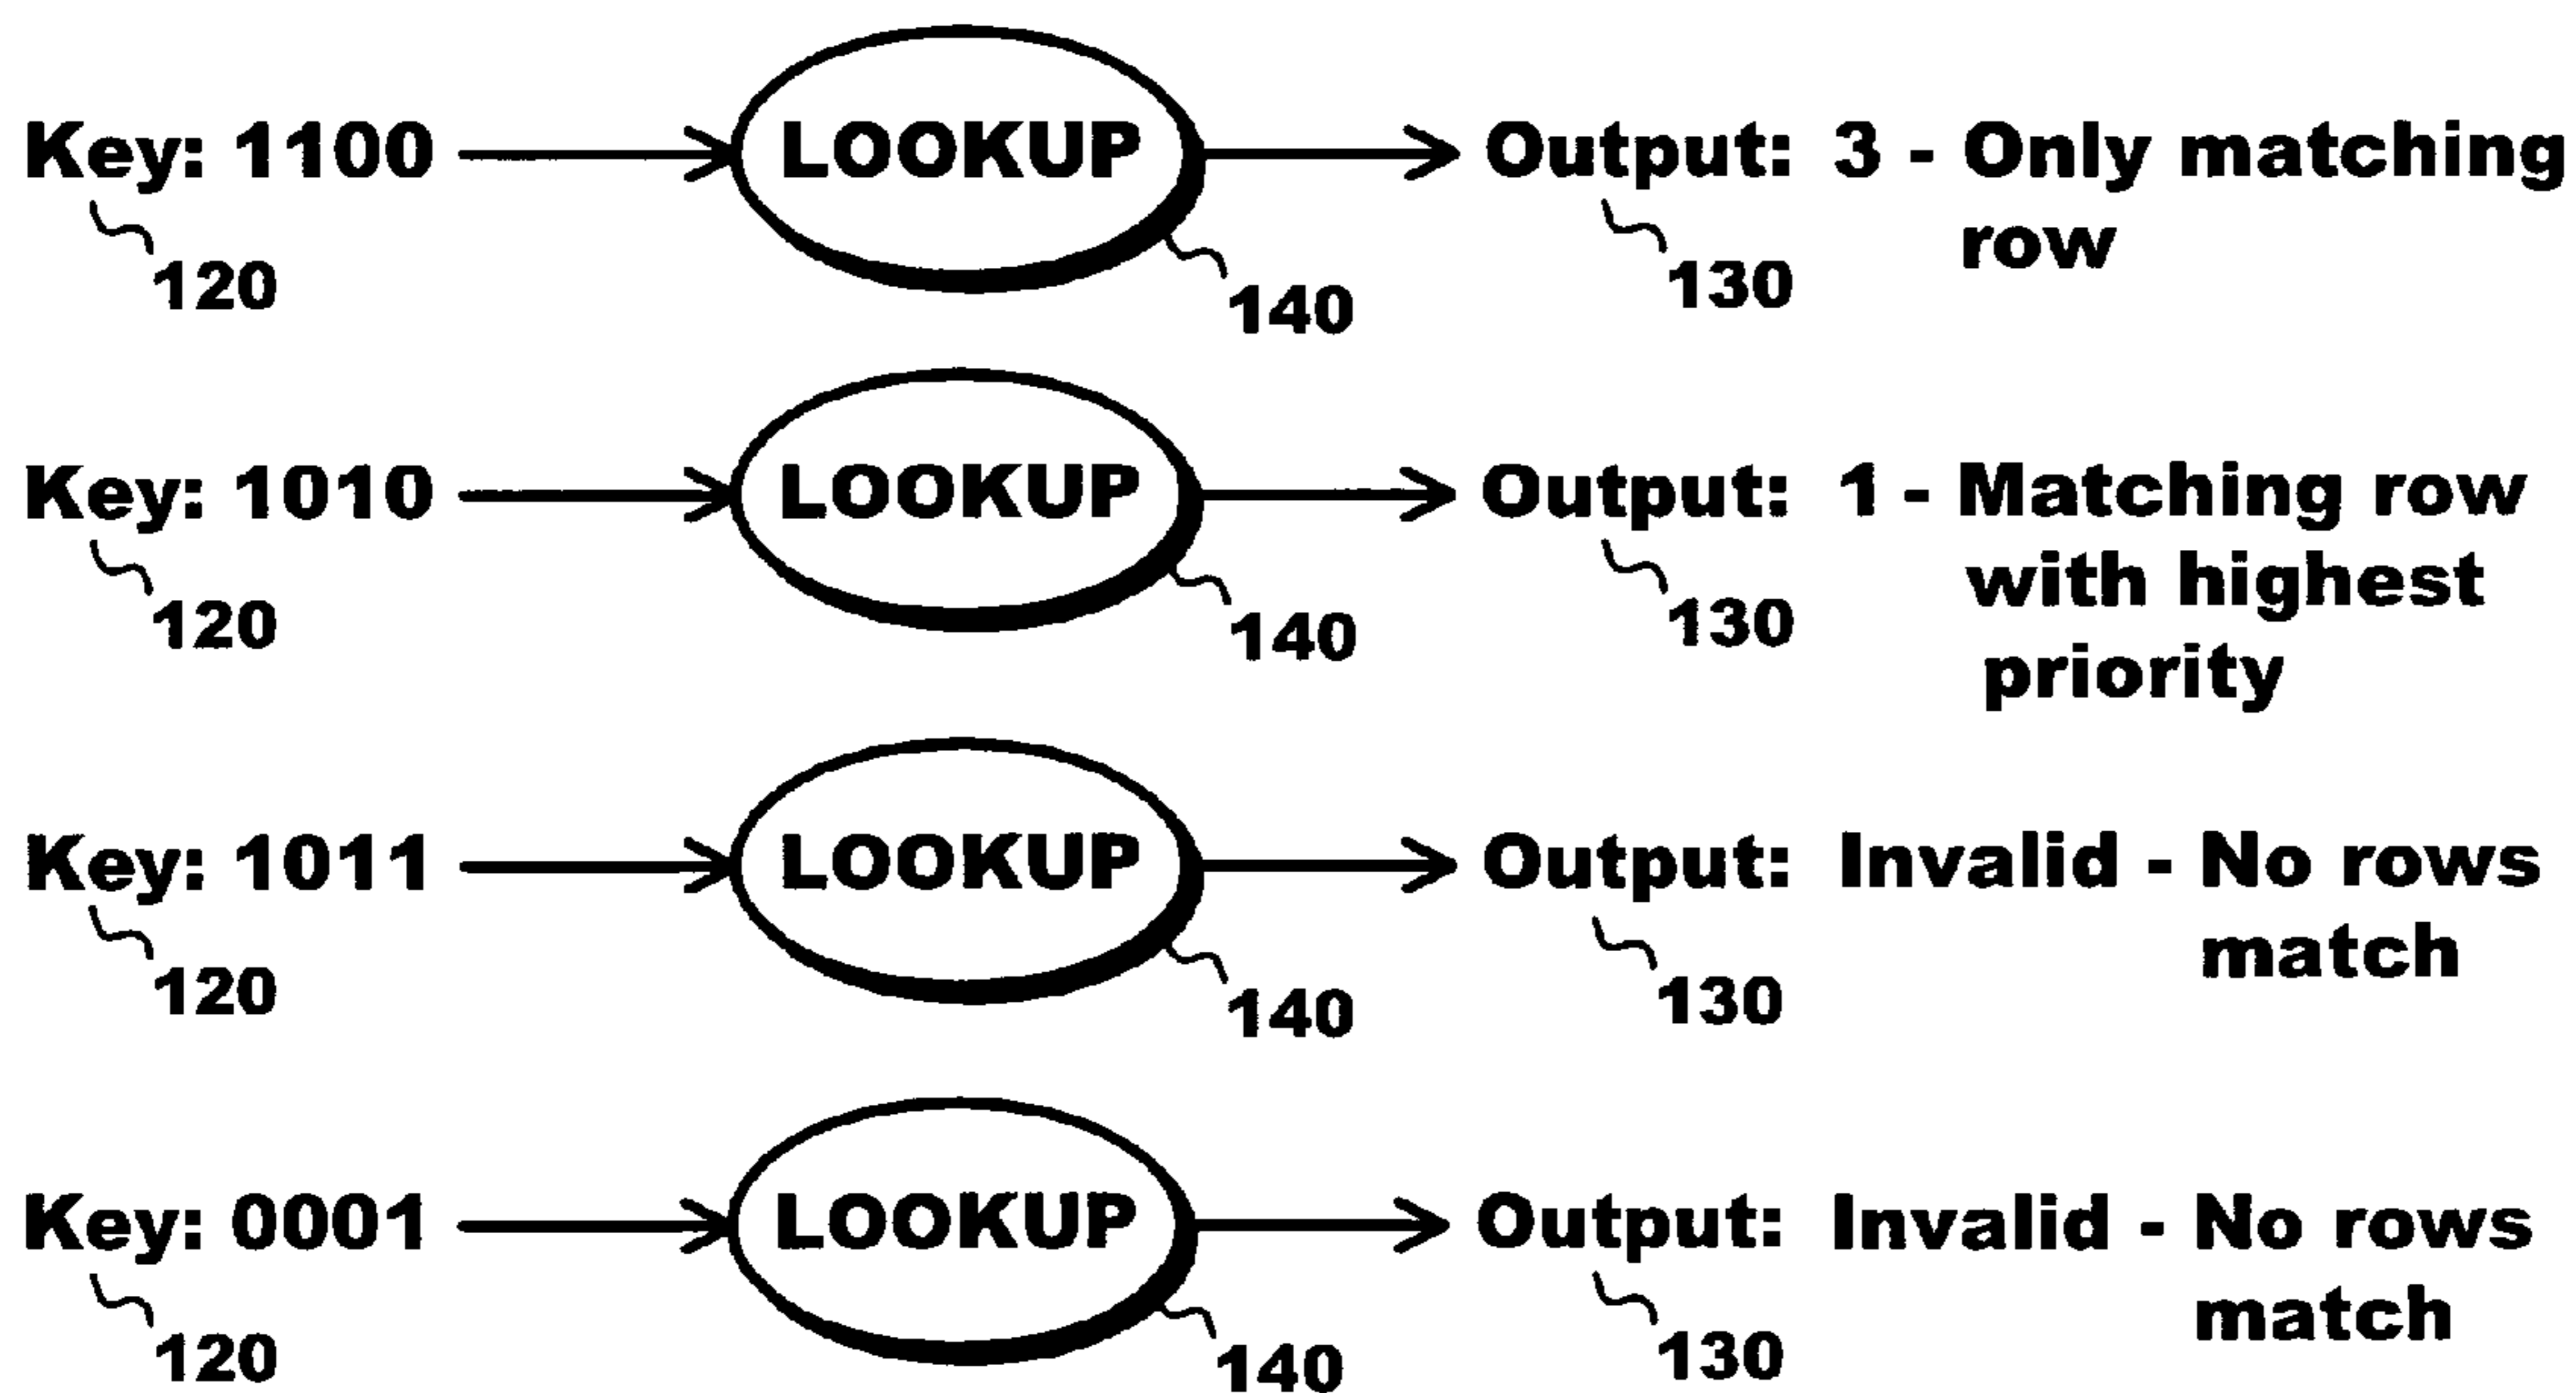 Key: 1100 LOOKUP Output: 3 - Only matching
row
120 140 130
Key: 1010 LOOKUP Output: 1 - Matching row
with highest
priority
120 140 130
Key: 1011 LOOKUP Output: Invalid - No rows
match
120 140 130
Key: 0001 LOOKUP Output: Invalid - No rows
match
120 140 130